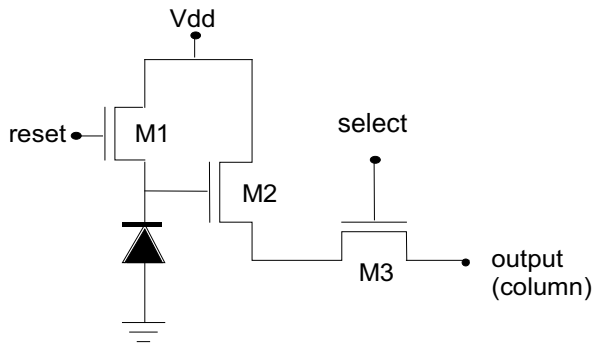 Vdd
reset
M1
select
M2
M3
output
(column)